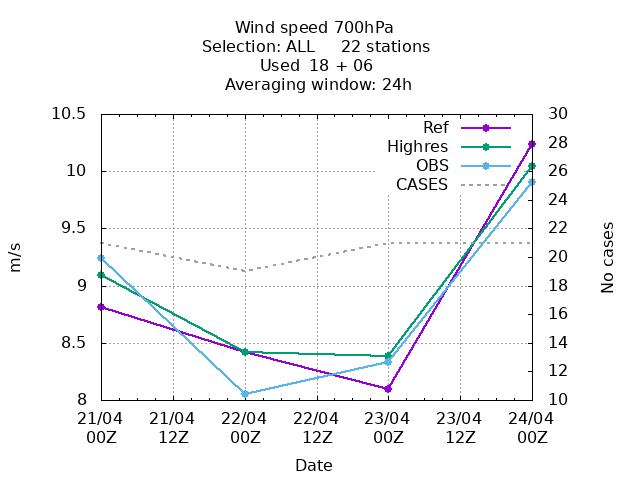 Wind speed 700hPa
Selection: ALL 22 stations
Used 18 + 06
Averaging window: 24h
10.5
10
9.5
9
8.5
8
m/s
30
28
26
24
22
20
18
16
14
12
10
No cases
Ref
Highres
OBS
CASES
21/04 21/04 22/04 22/04 23/04 23/04 24/04
00Z 12Z 00Z 12Z 00Z 12Z 00Z
Date